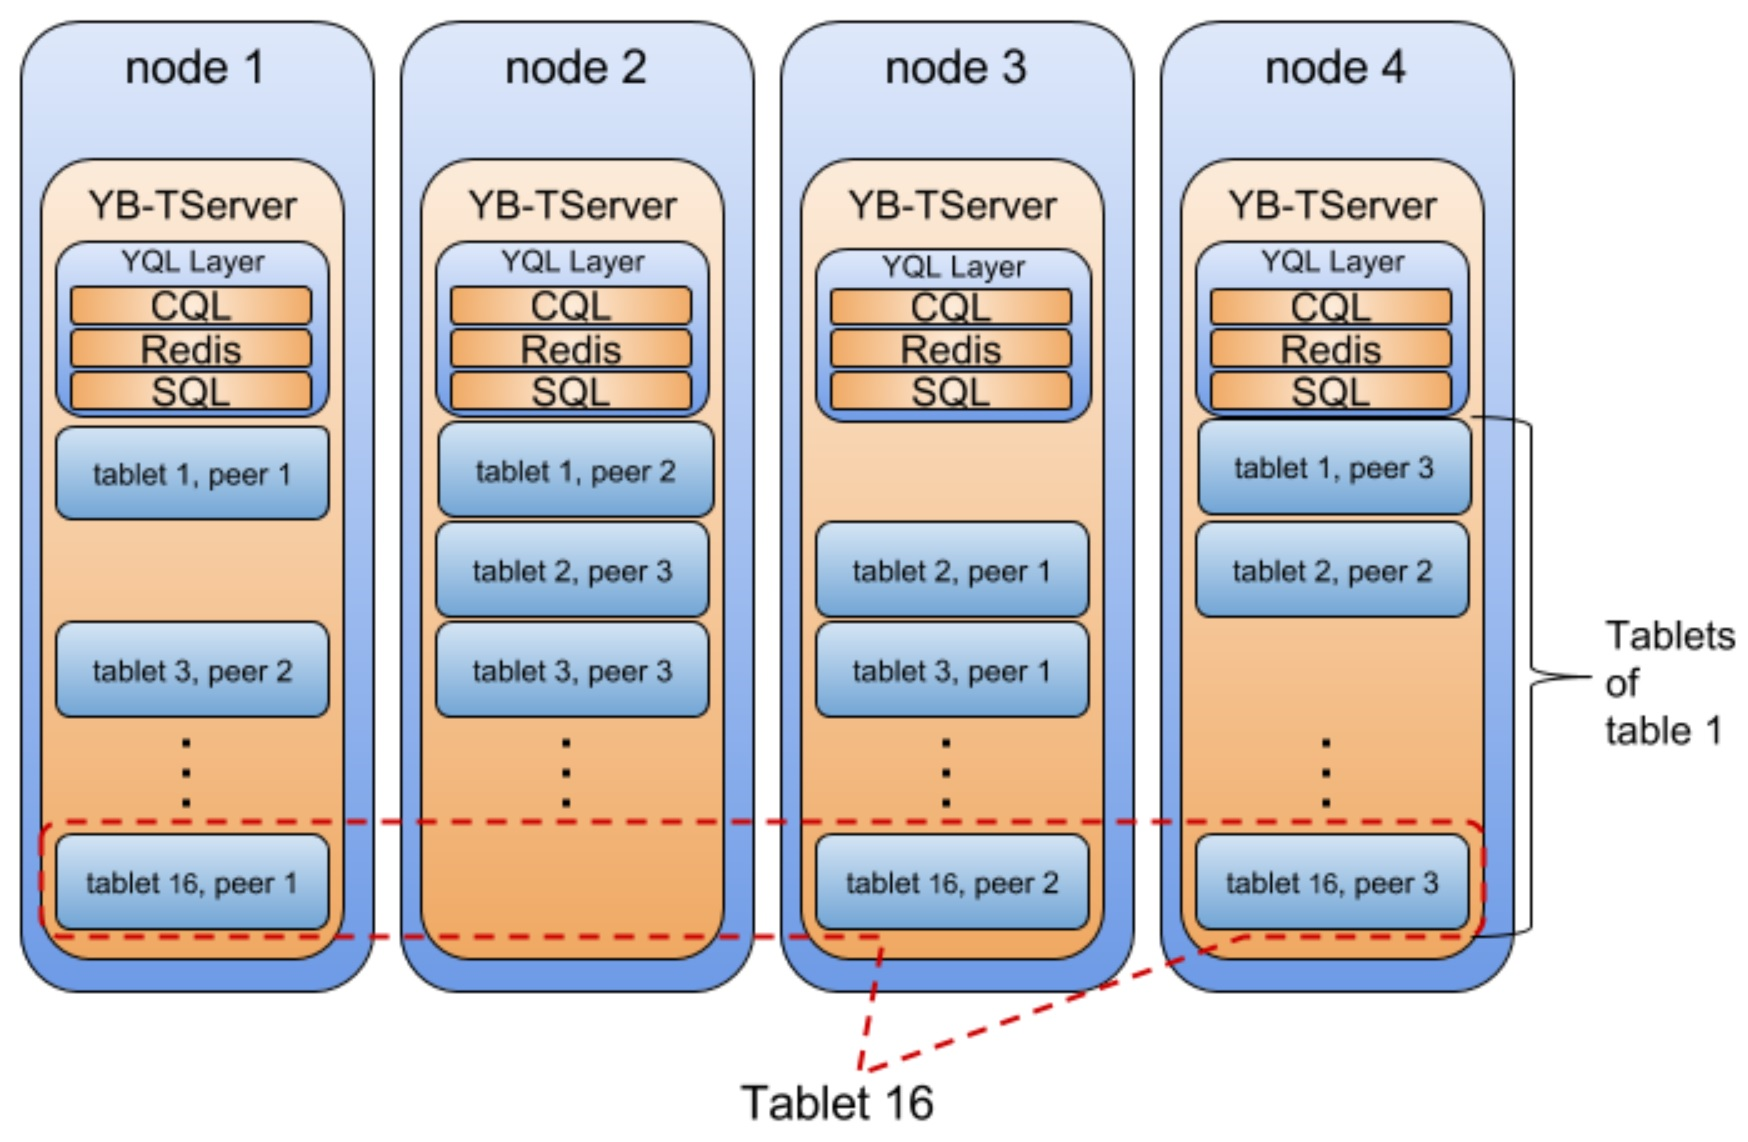 node 1
YB-TServer
YQL Layer
CQL
Redis
SQL
tablet 1, peer 1
tablet 3, peer 2
tablet 16, peer 1
node 2
YB-TServer
YQL Layer
CQL
Redis
SQL
tablet 1, peer 2
tablet 2, peer 3
tablet 3, peer 3
node 3
YB-TServer
YQL Layer
CQL
Redis
SQL
tablet 2, peer 1
tablet 3, peer 1
tablet 16, peer 2
node 4
YB-TServer
YQL Layer
CQL
Redis
SQL
tablet 1, peer 3
tablet 2, peer 2
tablet 16, peer 3
Tablets
of
table 1
Tablet 16